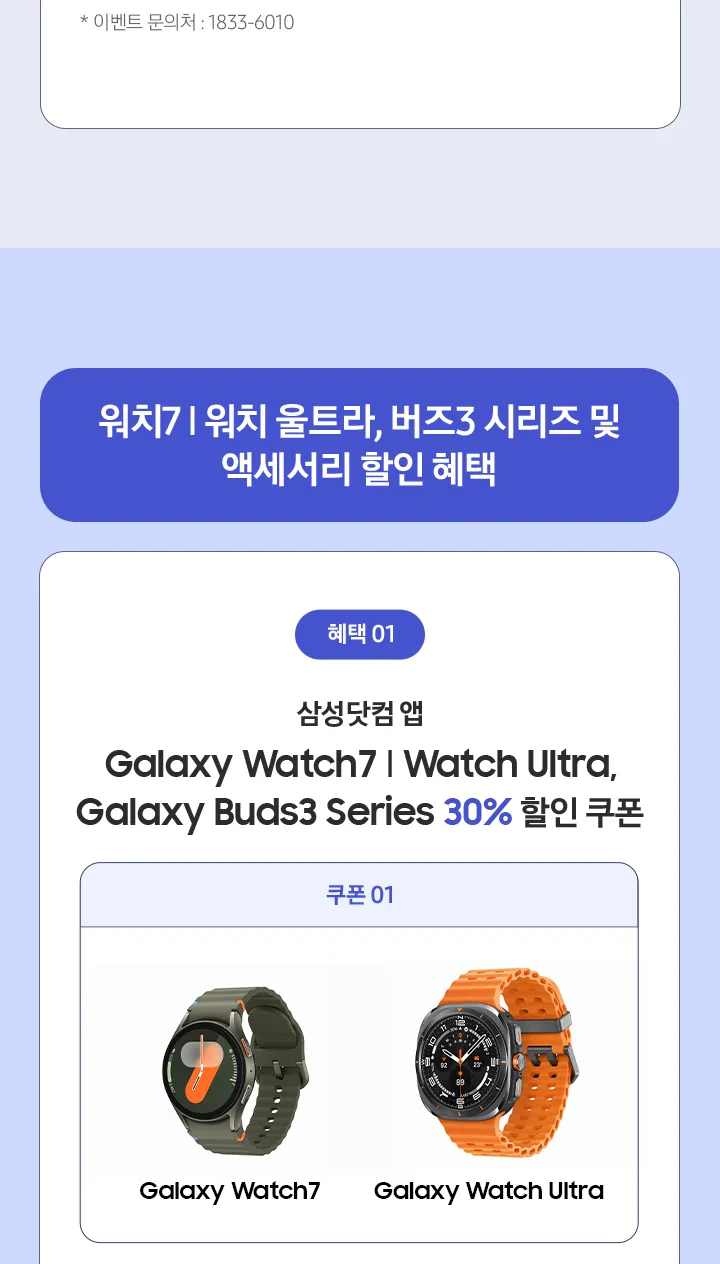 * 이벤트 문의처 : 1833-6010
워치7 | 워치 울트라, 버즈3 시리즈 및
액세서리 할인 혜택
혜택 01
삼성닷컴 앱
Galaxy Watch7 | Watch Ultra,
Galaxy Buds3 Series 30% 할인 쿠폰
쿠폰 01
Galaxy Watch7
Galaxy Watch Ultra